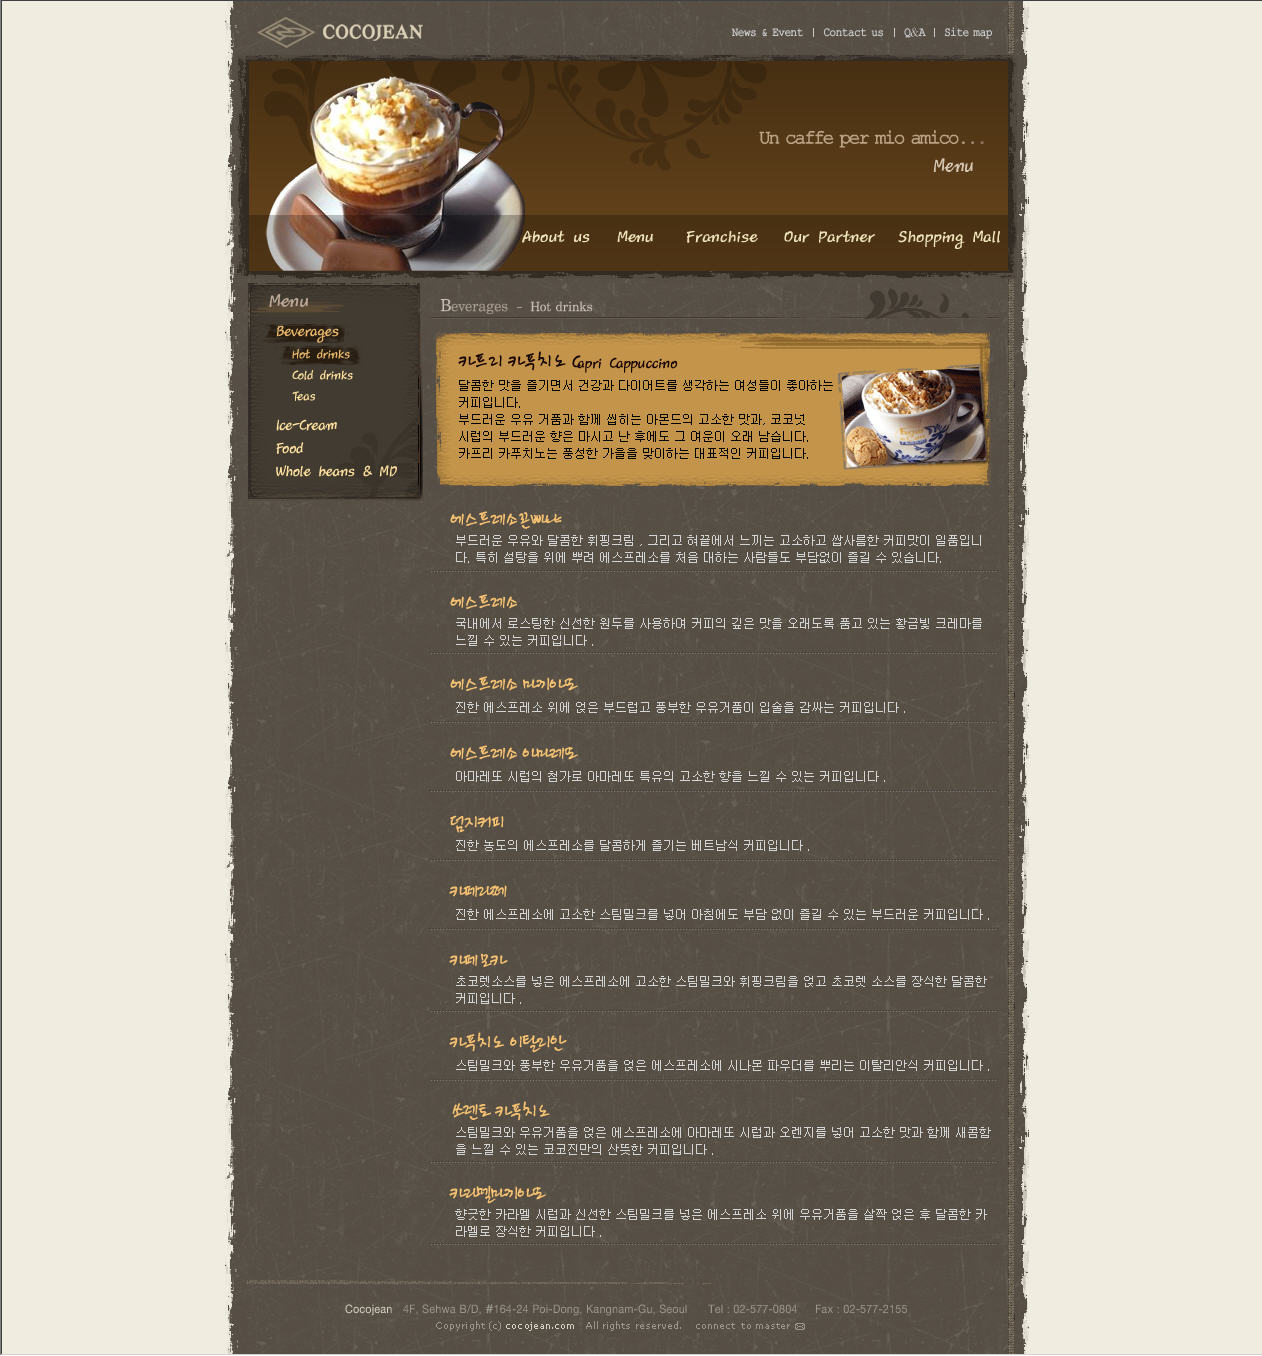 COCOJEAN
News & Event | Contact us | Q&A | Site map
Un caffe per mio amico...
Menu
About us Menu Franchise Our Partner Shopping Mall
Menu
Beverages
Hot drinks
Cold drinks
Teas
Ice-Cream
Food
Whole beans & MD
Beverages - Hot drinks
카프리 카푹치노 Capri Cappuccino
달콤한 맛을 즐기면서 건강과 다이어트를 생각하는 여성들이 좋아하는
커피입니다.
부드러운 우유 거품과 함께 씹히는 아몬드의 고소한 맛과, 코코넛
시럽의 부드러운 향은 마시고 난 후에도 그 여운이 오래 남습니다.
카프리 카푸치노는 풍성한 가을을 맞이하는 대표적인 커피입니다.
에스프레소꼰빠나
부드러운 우유와 달콤한 휘핑크림 , 그리고 혀끝에서 느끼는 고소하고 쌉사름한 커피맛이 일품입니
다. 특히 설탕을 위에 뿌려 에스프레소를 처음 대하는 사람들도 부담없이 즐길 수 있습니다.
에스프레소
국내에서 로스팅한 신선한 원두를 사용하여 커피의 깊은 맛을 오래도록 품고 있는 황금빛 크레마를
느낄 수 있는 커피입니다 .
에스프레소 마끼아또
진한 에스프레소 위에 얹은 부드럽고 풍부한 우유거품이 입술을 감싸는 커피입니다 .
에스프레소 아마레또
아마레또 시럽의 첨가로 아마레또 특유의 고소한 향을 느낄 수 있는 커피입니다 .
덥지커피
진한 농도의 에스프레소를 달콤하게 즐기는 베트남식 커피입니다 .
카페라떼
진한 에스프레소에 고소한 스팀밀크를 넣어 아침에도 부담 없이 즐길 수 있는 부드러운 커피입니다 .
카페 모카
초코렛소스를 넣은 에스프레소에 고소한 스팀밀크와 휘핑크림을 얹고 초코렛 소스를 장식한 달콤한
커피입니다 .
카푹치노 이탈리안
스팀밀크와 풍부한 우유거품을 얹은 에스프레소에 시나몬 파우더를 뿌리는 이탈리안식 커피입니다 .
쏘렌토 카푹치노
스팀밀크와 우유거품을 얹은 에스프레소에 아마레또 시럽과 오렌지를 넣어 고소한 맛과 함께 새콤함
을 느낄 수 있는 코코진만의 산뜻한 커피입니다 .
카라멜마끼아또
향긋한 카라멜 시럽과 신선한 스팀밀크를 넣은 에스프레소 위에 우유거품을 살짝 얹은 후 달콤한 카
라멜로 장식한 커피입니다 .
Cocojean 4F, Sehwa B/D, #164-24 Poi-Dong, Kangnam-Gu, Seoul Tel : 02-577-0804 Fax : 02-577-2155
Copyright (c) cocojean.com All rights reserved. connect to master